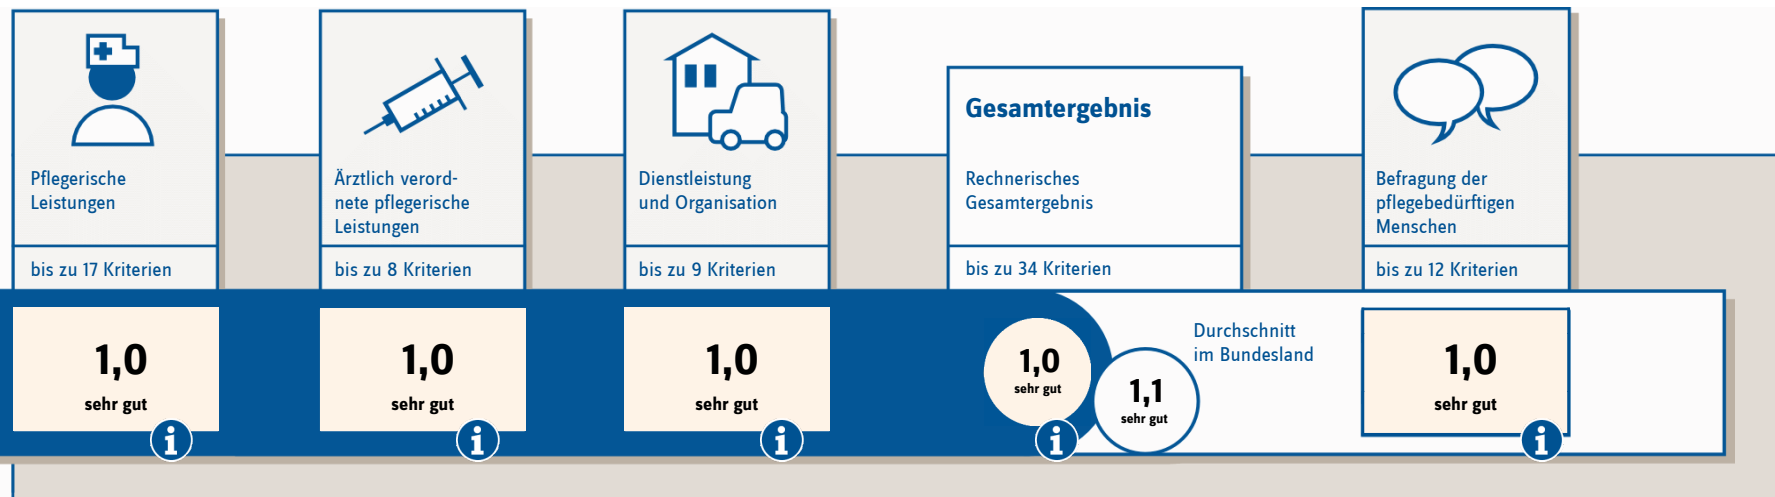 Pflegerische
Leistungen
bis zu 17 Kriterien
1,0
sehr gut
i
Ärztlich verord-
nete pflegerische
Leistungen
bis zu 8 Kriterien
1,0
sehr gut
i
Dienstleistung
und Organisation
bis zu 9 Kriterien
1,0
sehr gut
i
Gesamtergebnis
Rechnerisches
Gesamtergebnis
bis zu 34 Kriterien
1,0
sehr gut
i
1,1
sehr gut
Durchschnitt
im Bundesland
Befragung der
pflegebedürftigen
Menschen
bis zu 12 Kriterien
1,0
sehr gut
i